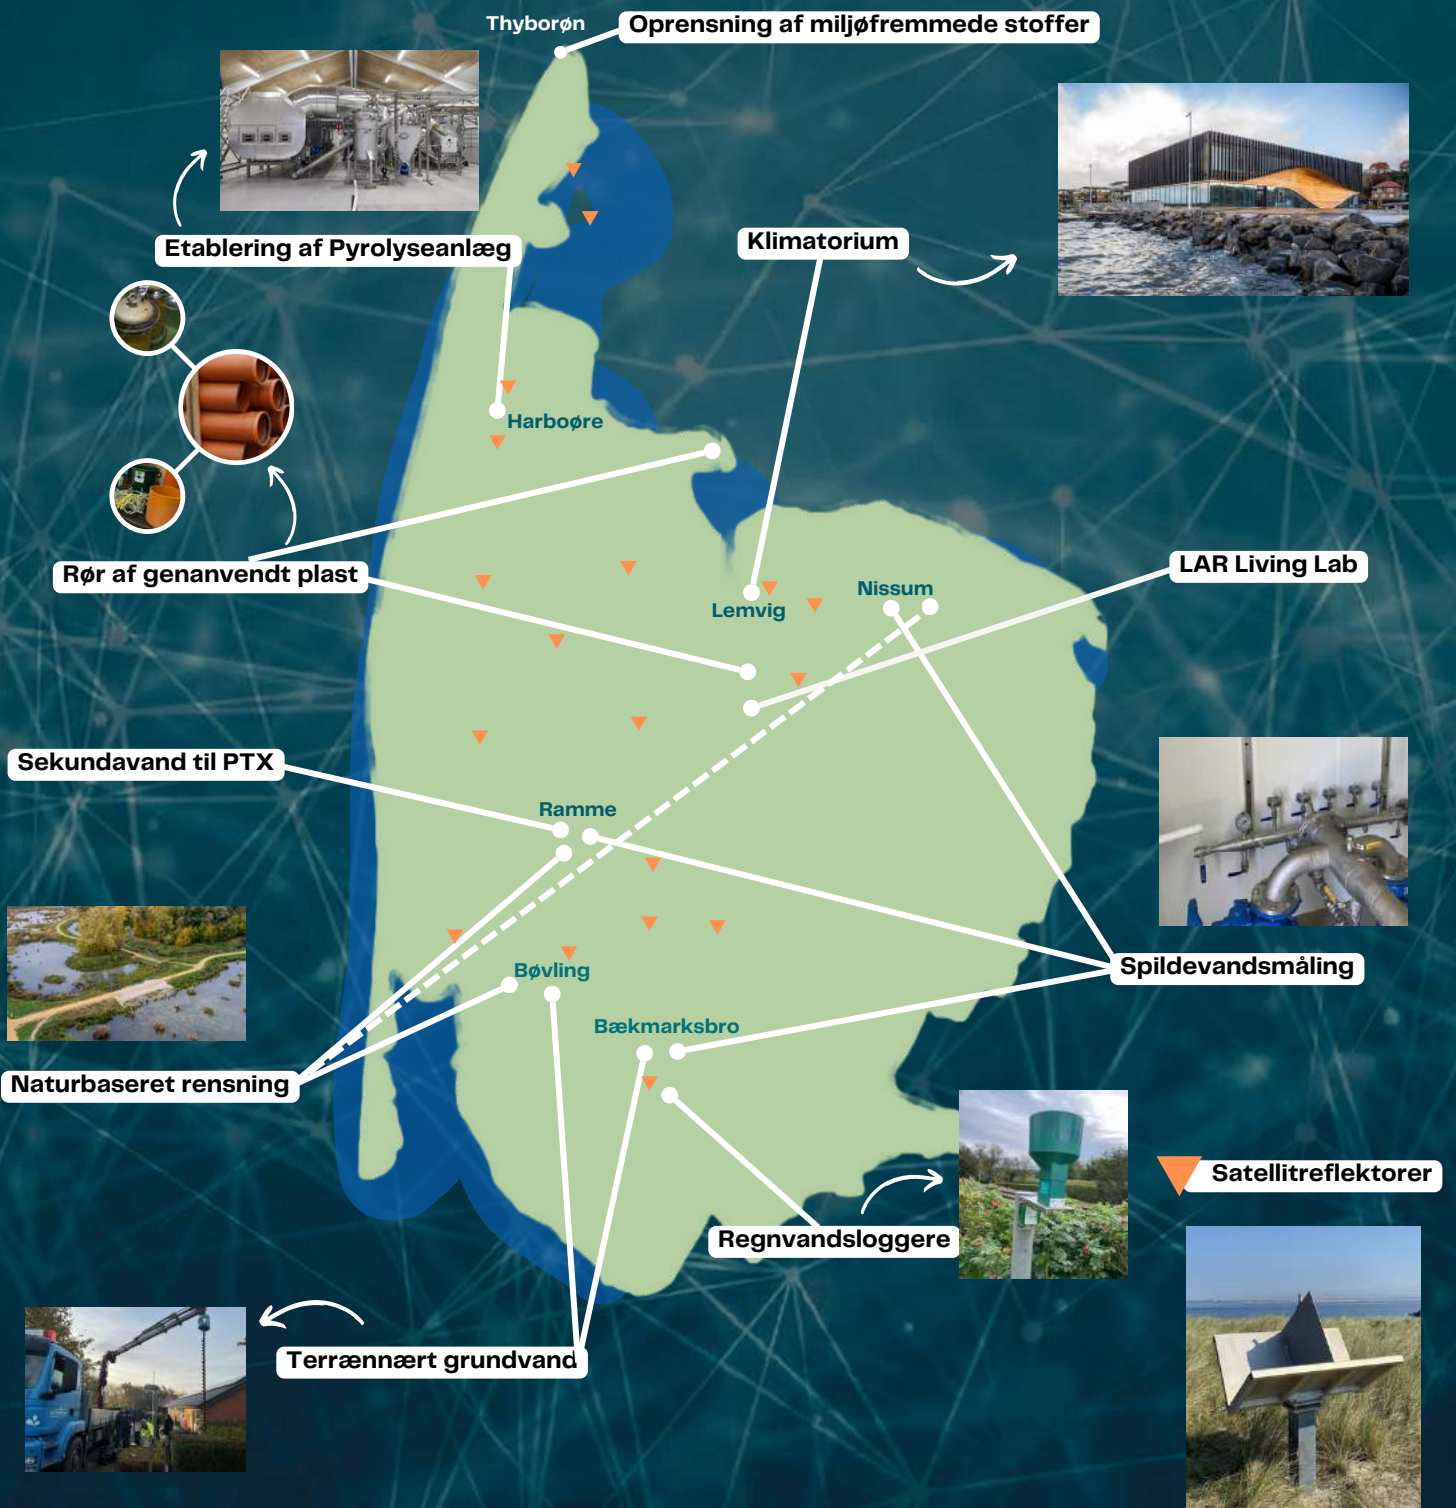 Thyborøn
Oprensning af miljøfremmede stoffer
Klimatorium
Etablering af Pyrolyseanlæg
Harboøre
LAR Living Lab
Rør af genanvendt plast
Nissum
Lemvig
Sekundavand til PTX
Ramme
Spildevandsmåling
Bøvling
Bækmarksbro
Naturbaseret rensning
Satellitreflektorer
Regnvandsloggere
Terrænnært grundvand